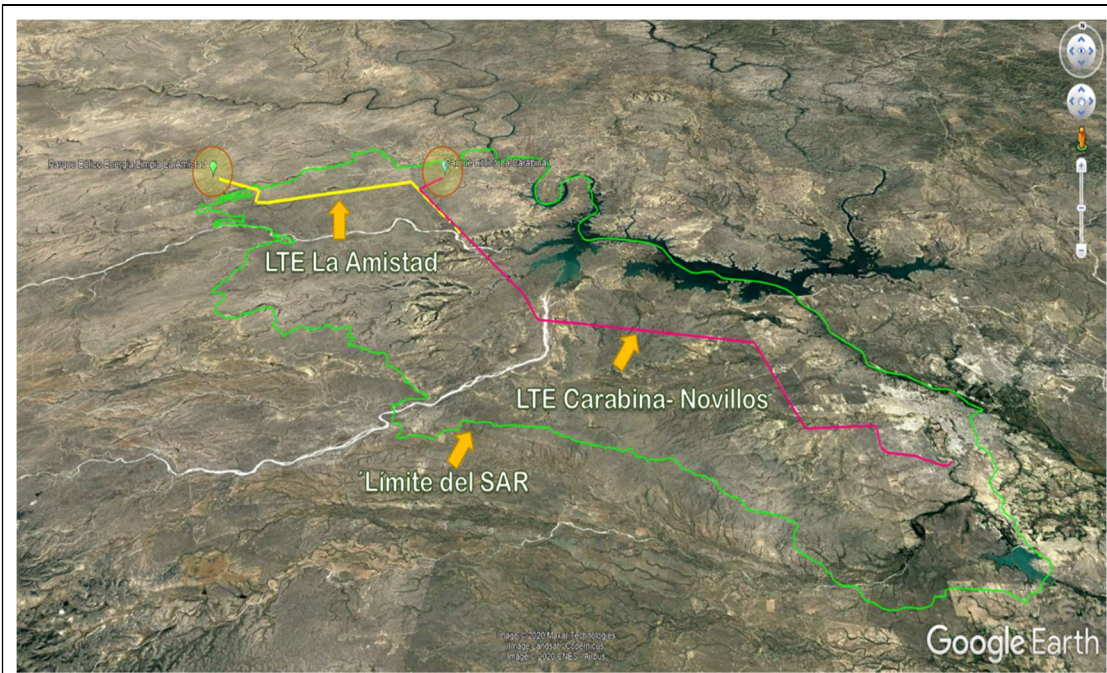 N
Parque Eólico Energía Limpia La Amistad
Parque Eólico La Carabina
LTE La Amistad
LTE Carabina- Novillos
´Límite del SAR
Image © 2020 Maxar Technologies
Image Landsat / Copernicus
Image © 2020 CNES / Airbus
Google Earth